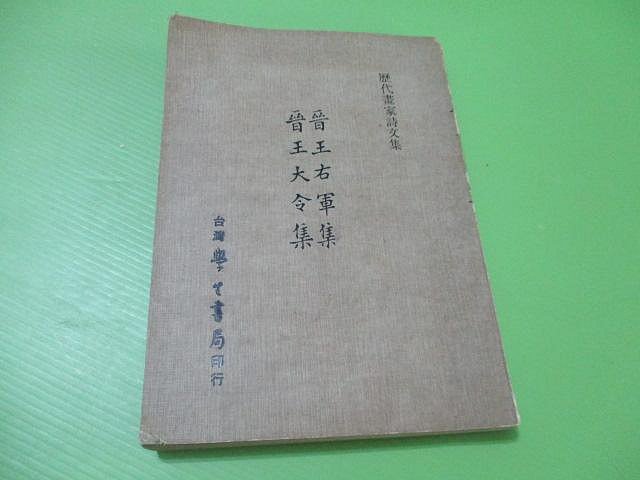 歷代畫家詩文集
晉王右軍集
晉王大令集
台灣學生書局印行